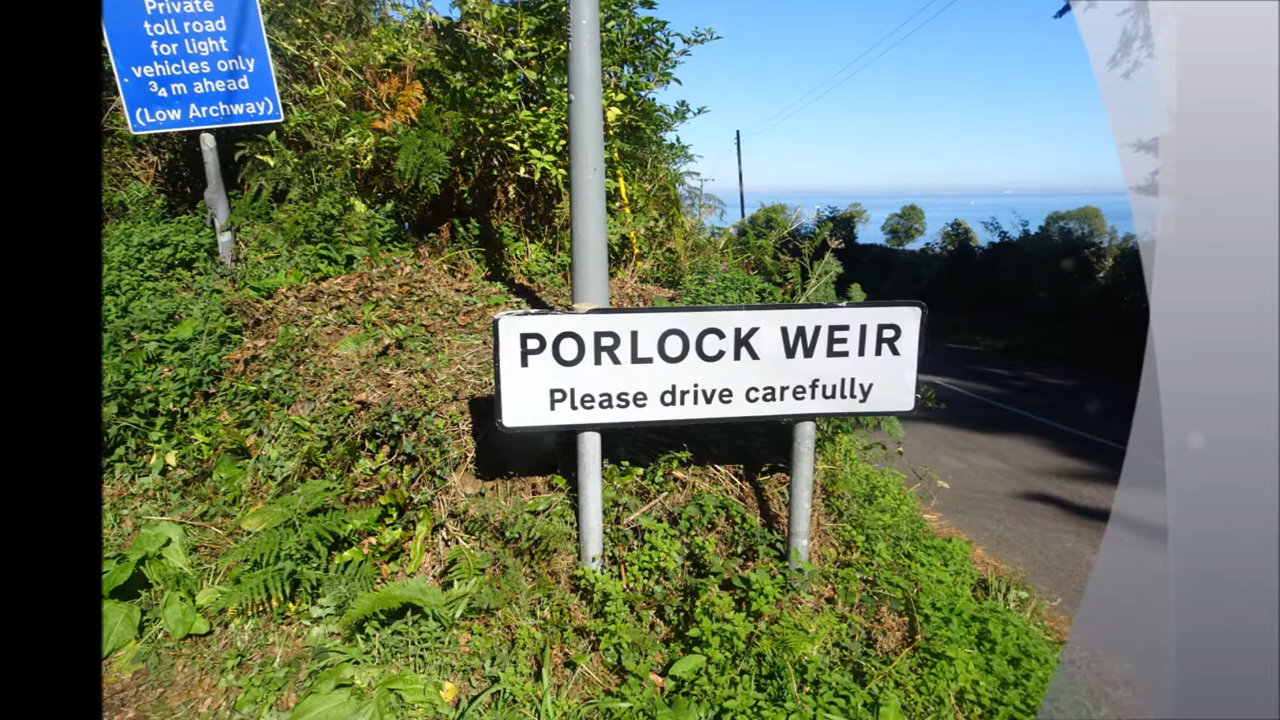 Private
toll road
for light
vehicles only
¾ m ahead
(Low Archway)
PORLOCK WEIR
Please drive carefully